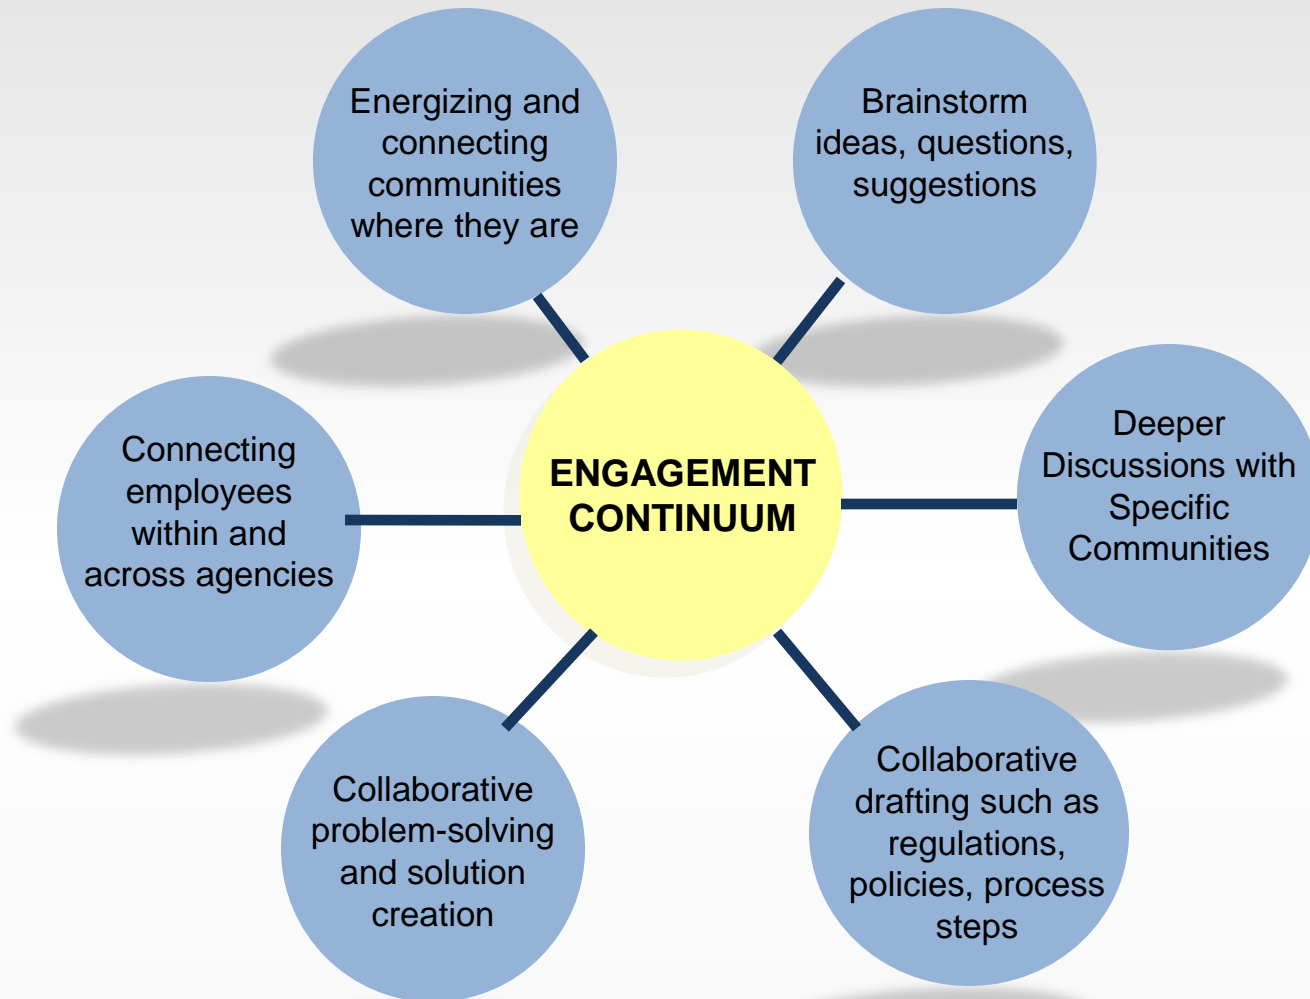 Energizing and
connecting
communities
where they are
Brainstorm
ideas, questions,
suggestions
Connecting
employees
within and
across agencies
ENGAGEMENT
CONTINUUM
Deeper
Discussions with
Specific
Communities
Collaborative
problem-solving
and solution
creation
Collaborative
drafting such as
regulations,
policies, process
steps